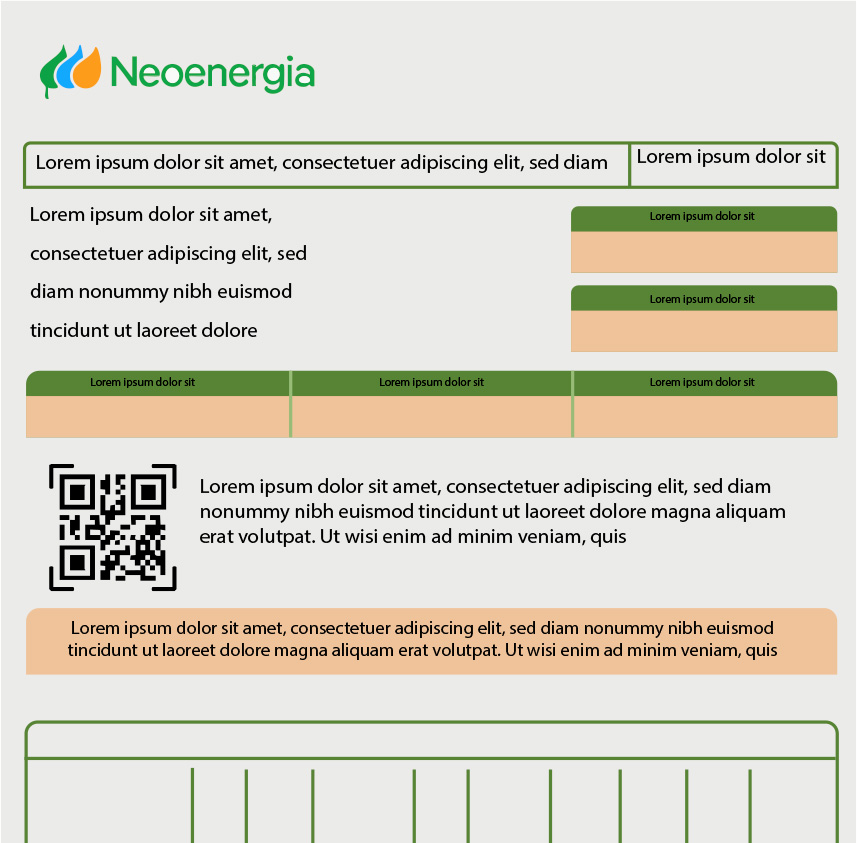 Neoenergia
Lorem ipsum dolor sit amet, consectetuer adipiscing elit, sed diam
Lorem ipsum dolor sit
Lorem ipsum dolor sit amet,
consectetuer adipiscing elit, sed
diam nonummy nibh euismod
tincidunt ut laoreet dolore
Lorem ipsum dolor sit
Lorem ipsum dolor sit
Lorem ipsum dolor sit
Lorem ipsum dolor sit
Lorem ipsum dolor sit
Lorem ipsum dolor sit amet, consectetuer adipiscing elit, sed diam
nonummy nibh euismod tincidunt ut laoreet dolore magna aliquam
erat volutpat. Ut wisi enim ad minim veniam, quis
Lorem ipsum dolor sit amet, consectetuer adipiscing elit, sed diam nonummy nibh euismod
tincidunt ut laoreet dolore magna aliquam erat volutpat. Ut wisi enim ad minim veniam, quis